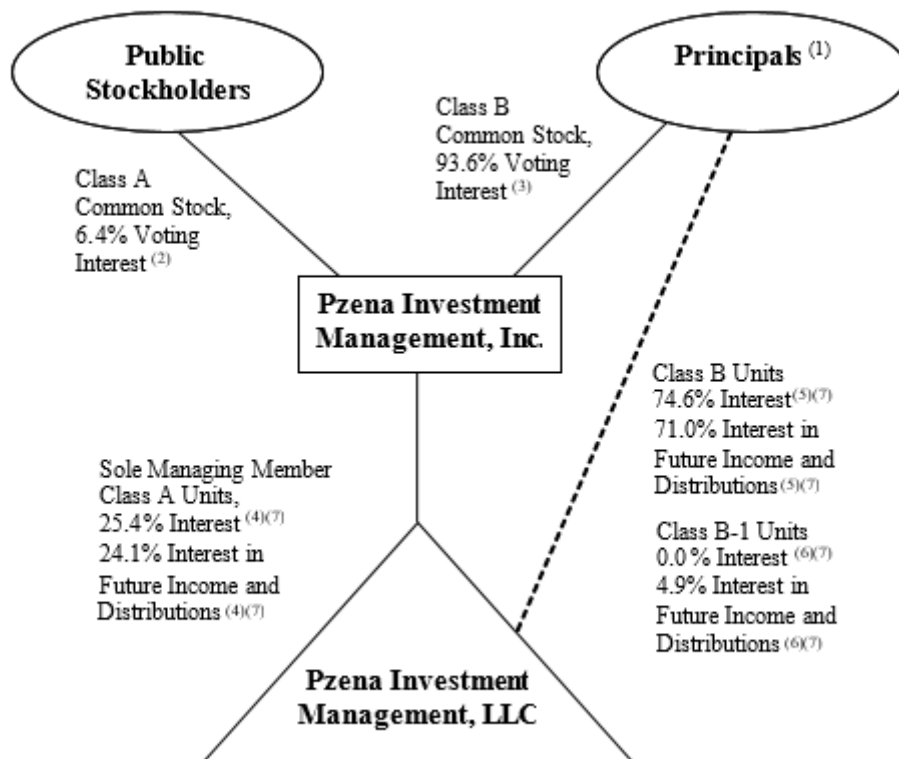 Public
Stockholders
Principals (1)
Class A
Common Stock,
6.4% Voting
Interest (2)
Class B
Common Stock,
93.6% Voting
Interest (3)
Pzena Investment
Management, Inc.
Sole Managing Member
Class A Units,
25.4% Interest (4)(7)
24.1% Interest in
Future Income and
Distributions (4)(7)
Class B Units
74.6% Interest(5)(7)
71.0% Interest in
Future Income and
Distributions (5)(7)
Class B-1 Units
0.0% Interest (6)(7)
4.9% Interest in
Future Income and
Distributions (6)(7)
Pzena Investment
Management, LLC